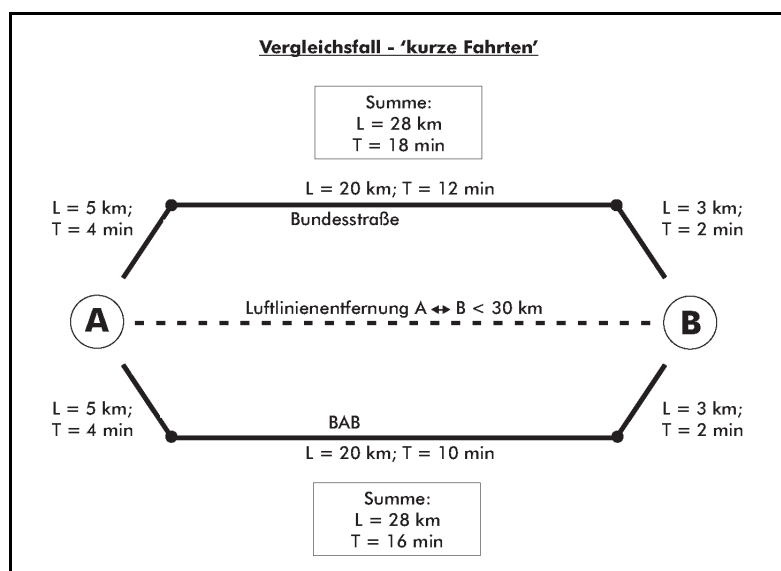 Vergleichsfall - ‘kurze Fahrten’
Summe:
L = 28 km
T = 18 min
L = 20 km; T = 12 min
L = 5 km;
T = 4 min
Bundesstraße
L = 3 km;
T = 2 min
Luftlinienentfernung A ↔ B < 30 km
A
B
L = 5 km;
T = 4 min
BAB
L = 3 km;
T = 2 min
L = 20 km; T = 10 min
Summe:
L = 28 km
T = 16 min